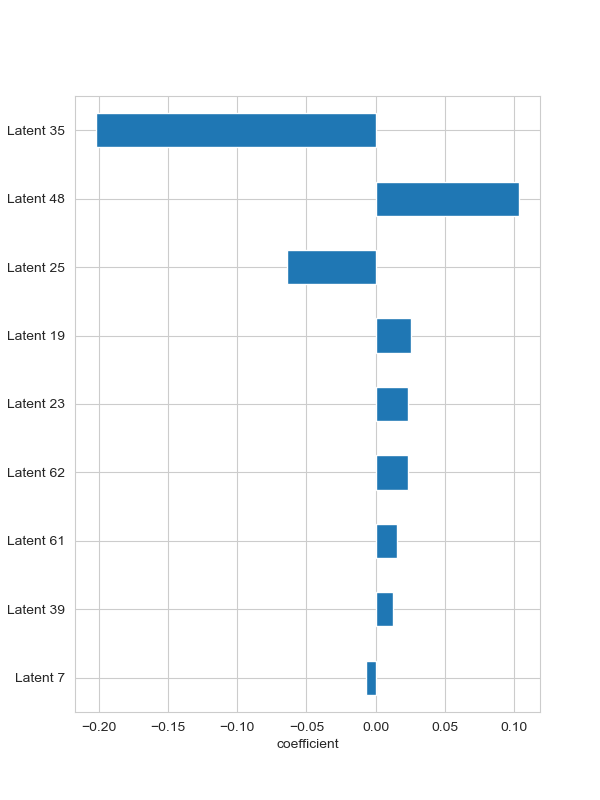 Latent 35
Latent 48
Latent 25
Latent 19
Latent 23
Latent 62
Latent 61
Latent 39
Latent 7
−0.20 −0.15 −0.10 −0.05 0.00 0.05 0.10
coefficient